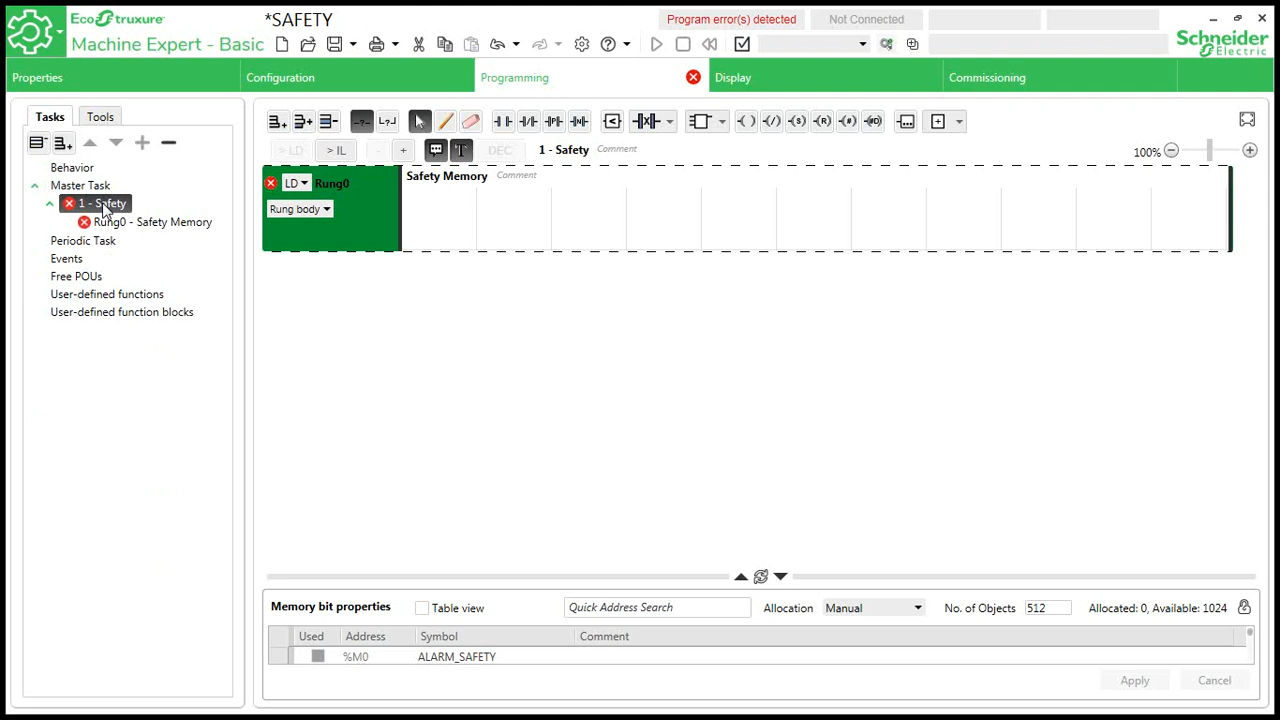 EcoStruxure
Machine Expert - Basic
*SAFETY
Program error(s) detected
Not Connected
Schneider
Electric
Properties
Configuration
Programming
Display
Commissioning
Tasks
Tools
Behavior
Master Task
1 - Safety
Rung0 - Safety Memory
Periodic Task
Events
Free POUs
User-defined functions
User-defined function blocks
> LD
> IL
-
+
DEC
1 - Safety
Comment
100%
LD
Rung0
Rung body
Safety Memory
Comment
Memory bit properties
Table view
Quick Address Search
Allocation
Manual
No. of Objects
512
Allocated: 0, Available: 1024
Used
Address
Symbol
Comment
%M0
ALARM_SAFETY
Apply
Cancel